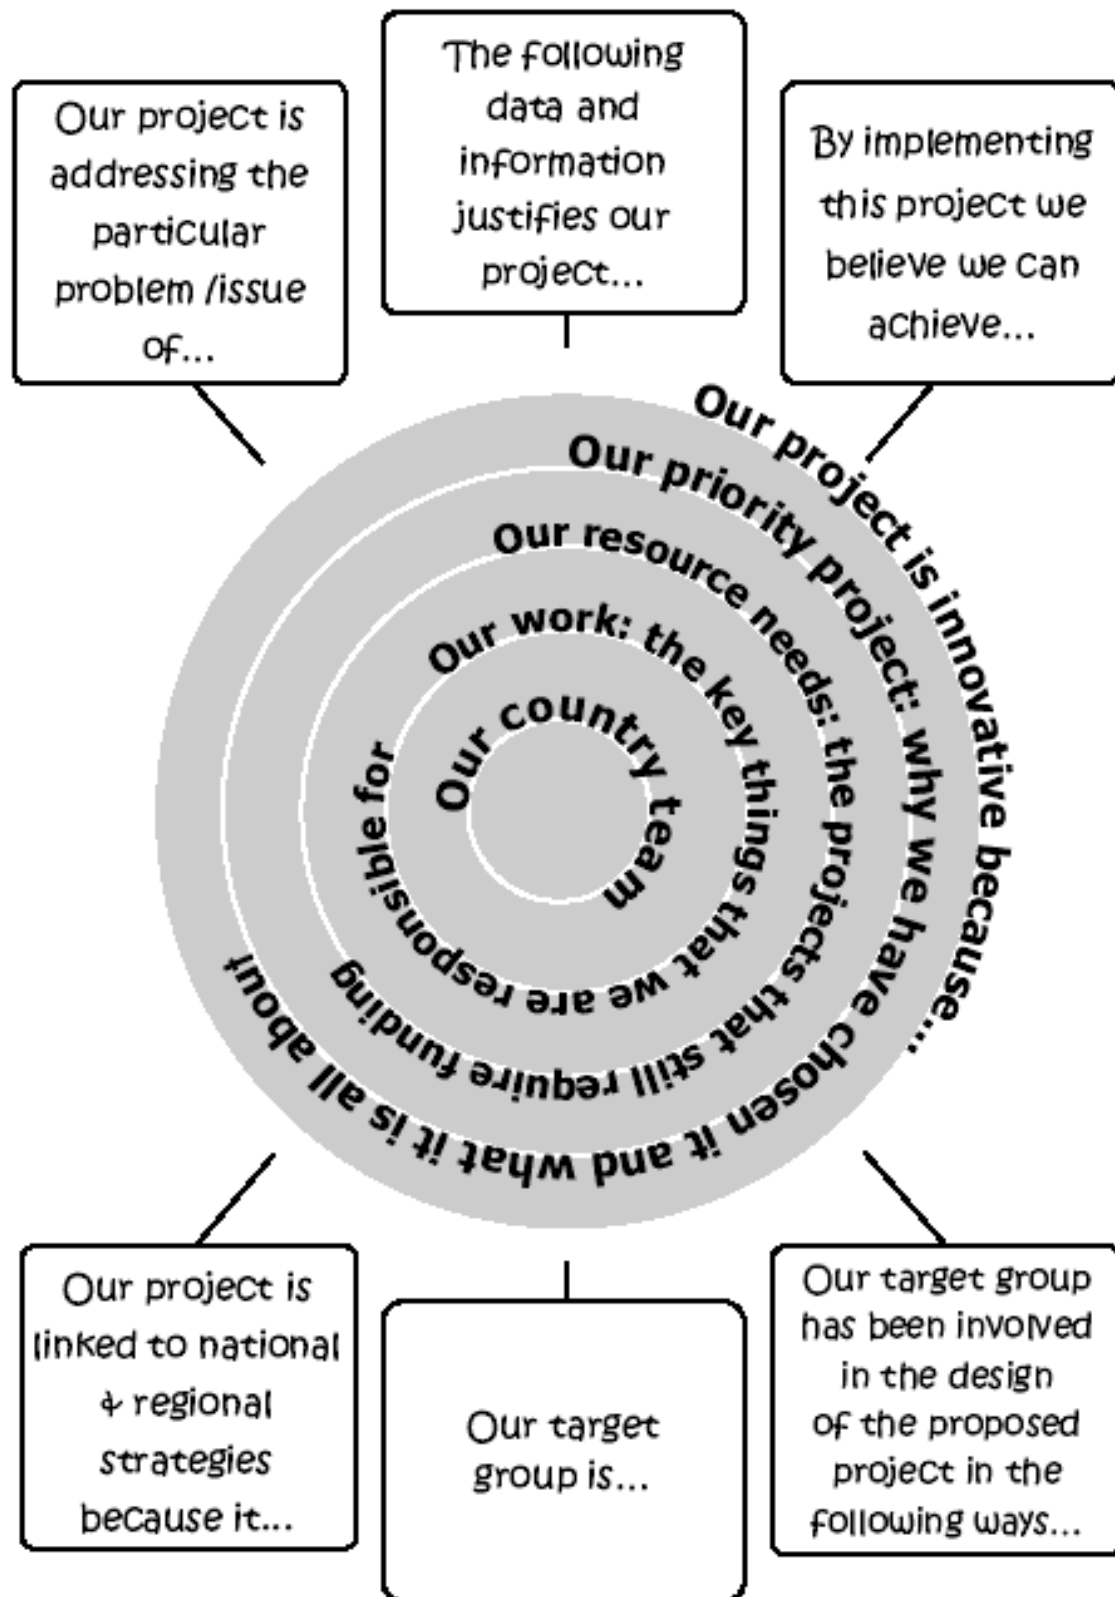 Our project is
addressing the
particular
problem /issue
of...
The following
data and
information
justifies our
project...
By implementing
this project we
believe we can
achieve...
Our project is innovative because...
Our priority project: why we have chosen it and what it is all about
Our resource needs: the projects that still require funding
Our work: the key things that we are responsible for
Our country team
Our project is
linked to national
& regional
strategies
because it...
Our target
group is...
Our target group
has been involved
in the design
of the proposed
project in the
following ways...